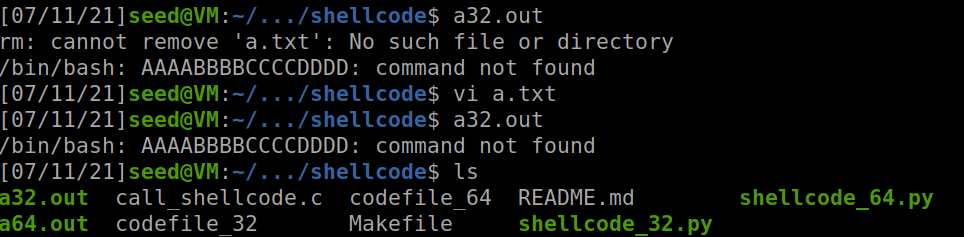 [07/11/21]seed@VM:~/.../shellcode$ a32.out
rm: cannot remove 'a.txt': No such file or directory
/bin/bash: AAAABBBBCCCCDDDD: command not found
[07/11/21]seed@VM:~/.../shellcode$ vi a.txt
[07/11/21]seed@VM:~/.../shellcode$ a32.out
/bin/bash: AAAABBBBCCCCDDDD: command not found
[07/11/21]seed@VM:~/.../shellcode$ ls
a32.out  call_shellcode.c  codefile_64  README.md        shellcode_64.py
a64.out  codefile_32       Makefile     shellcode_32.py